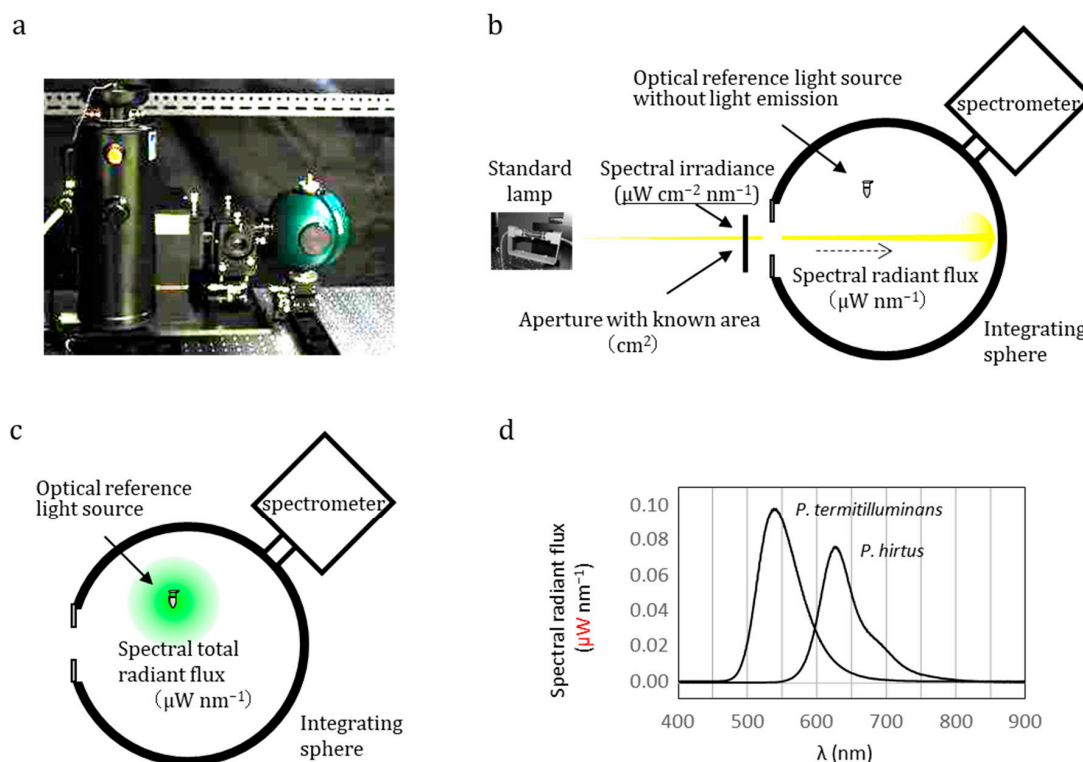 a
b
Optical reference light source
without light emission
spectrometer
Standard
lamp
Spectral irradiance
(μW cm⁻² nm⁻¹)
Spectral radiant flux
(μW nm⁻¹)
Aperture with known area
(cm²)
Integrating
sphere
c
Optical reference
light source
spectrometer
Spectral total
radiant flux
(μW nm⁻¹)
Integrating
sphere
d
Spectral radiant flux
(μW nm⁻¹)
0.10
0.08
0.06
0.04
0.02
0.00
P. termitilluminans
P. hirtus
400 500 600 700 800 900
λ (nm)